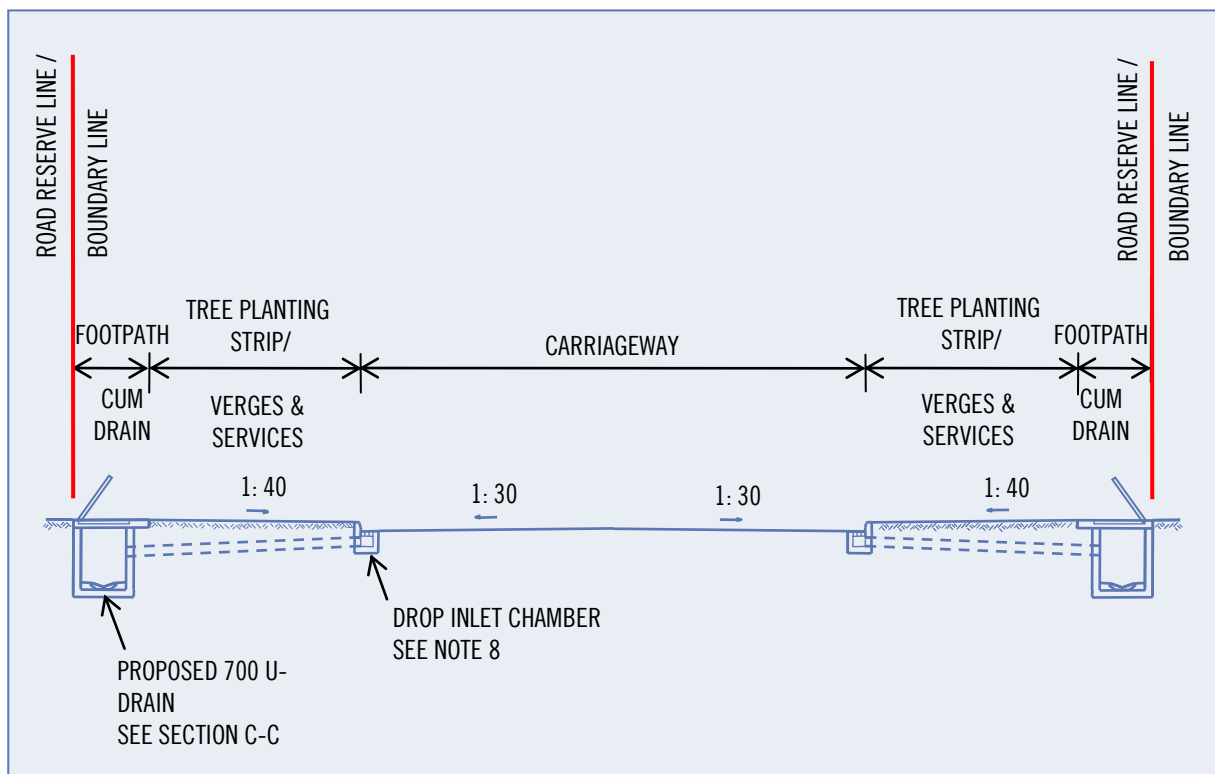 ROAD RESERVE LINE /
BOUNDARY LINE
ROAD RESERVE LINE /
BOUNDARY LINE
FOOTPATH
CUM
DRAIN
TREE PLANTING
STRIP/
VERGES &
SERVICES
CARRIAGEWAY
TREE PLANTING
STRIP/
VERGES &
SERVICES
FOOTPATH
CUM
DRAIN
1: 40
1: 30
1: 30
1: 40
DROP INLET CHAMBER
SEE NOTE 8
PROPOSED 700 U-
DRAIN
SEE SECTION C-C